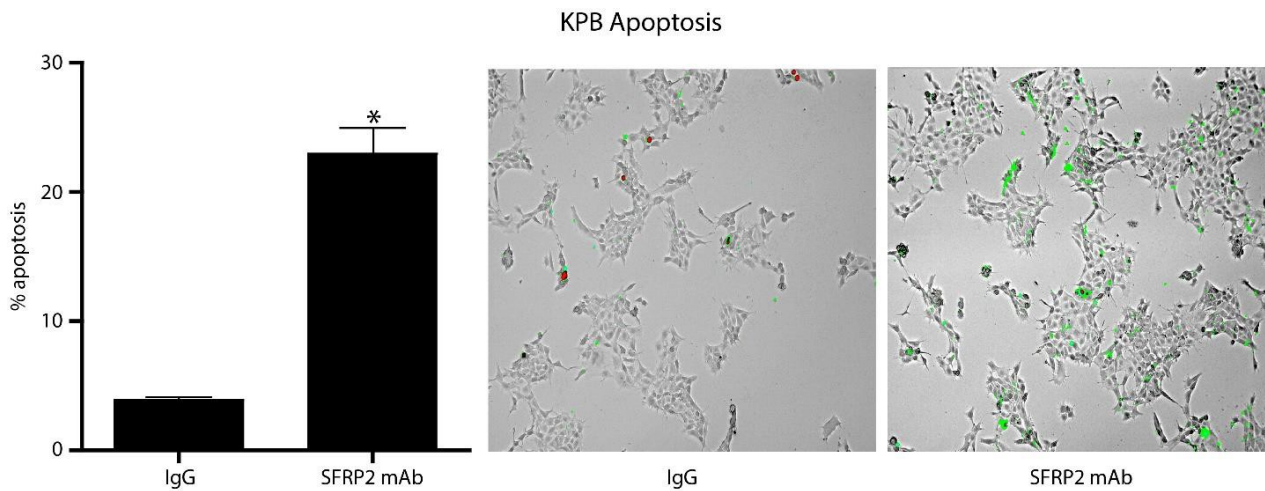 KPB Apoptosis
30
20
10
0
% apoptosis
*
IgG
SFRP2 mAb
IgG
SFRP2 mAb